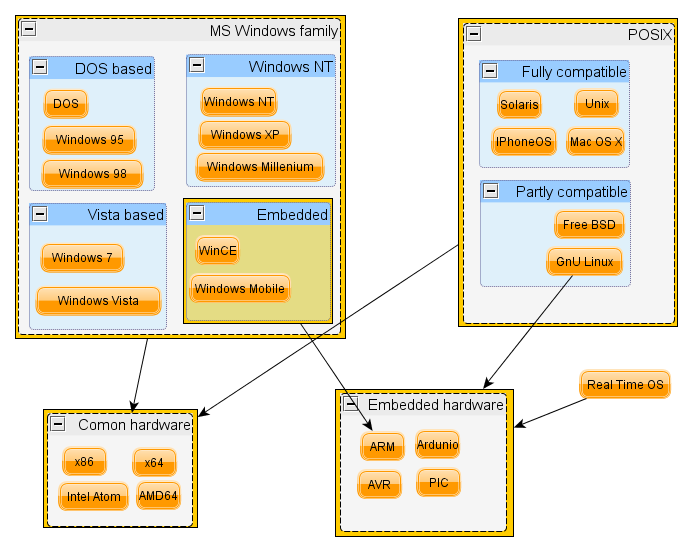 MS Windows family
DOS based
DOS
Windows 95
Windows 98
Windows NT
Windows NT
Windows XP
Windows Millenium
Vista based
Windows 7
Windows Vista
Embedded
WinCE
Windows Mobile
POSIX
Fully compatible
Solaris
Unix
IPhoneOS
Mac OS X
Partly compatible
Free BSD
GnU Linux
Real Time OS
Comon hardware
x86
x64
Intel Atom
AMD64
Embedded hardware
ARM
Ardunio
AVR
PIC